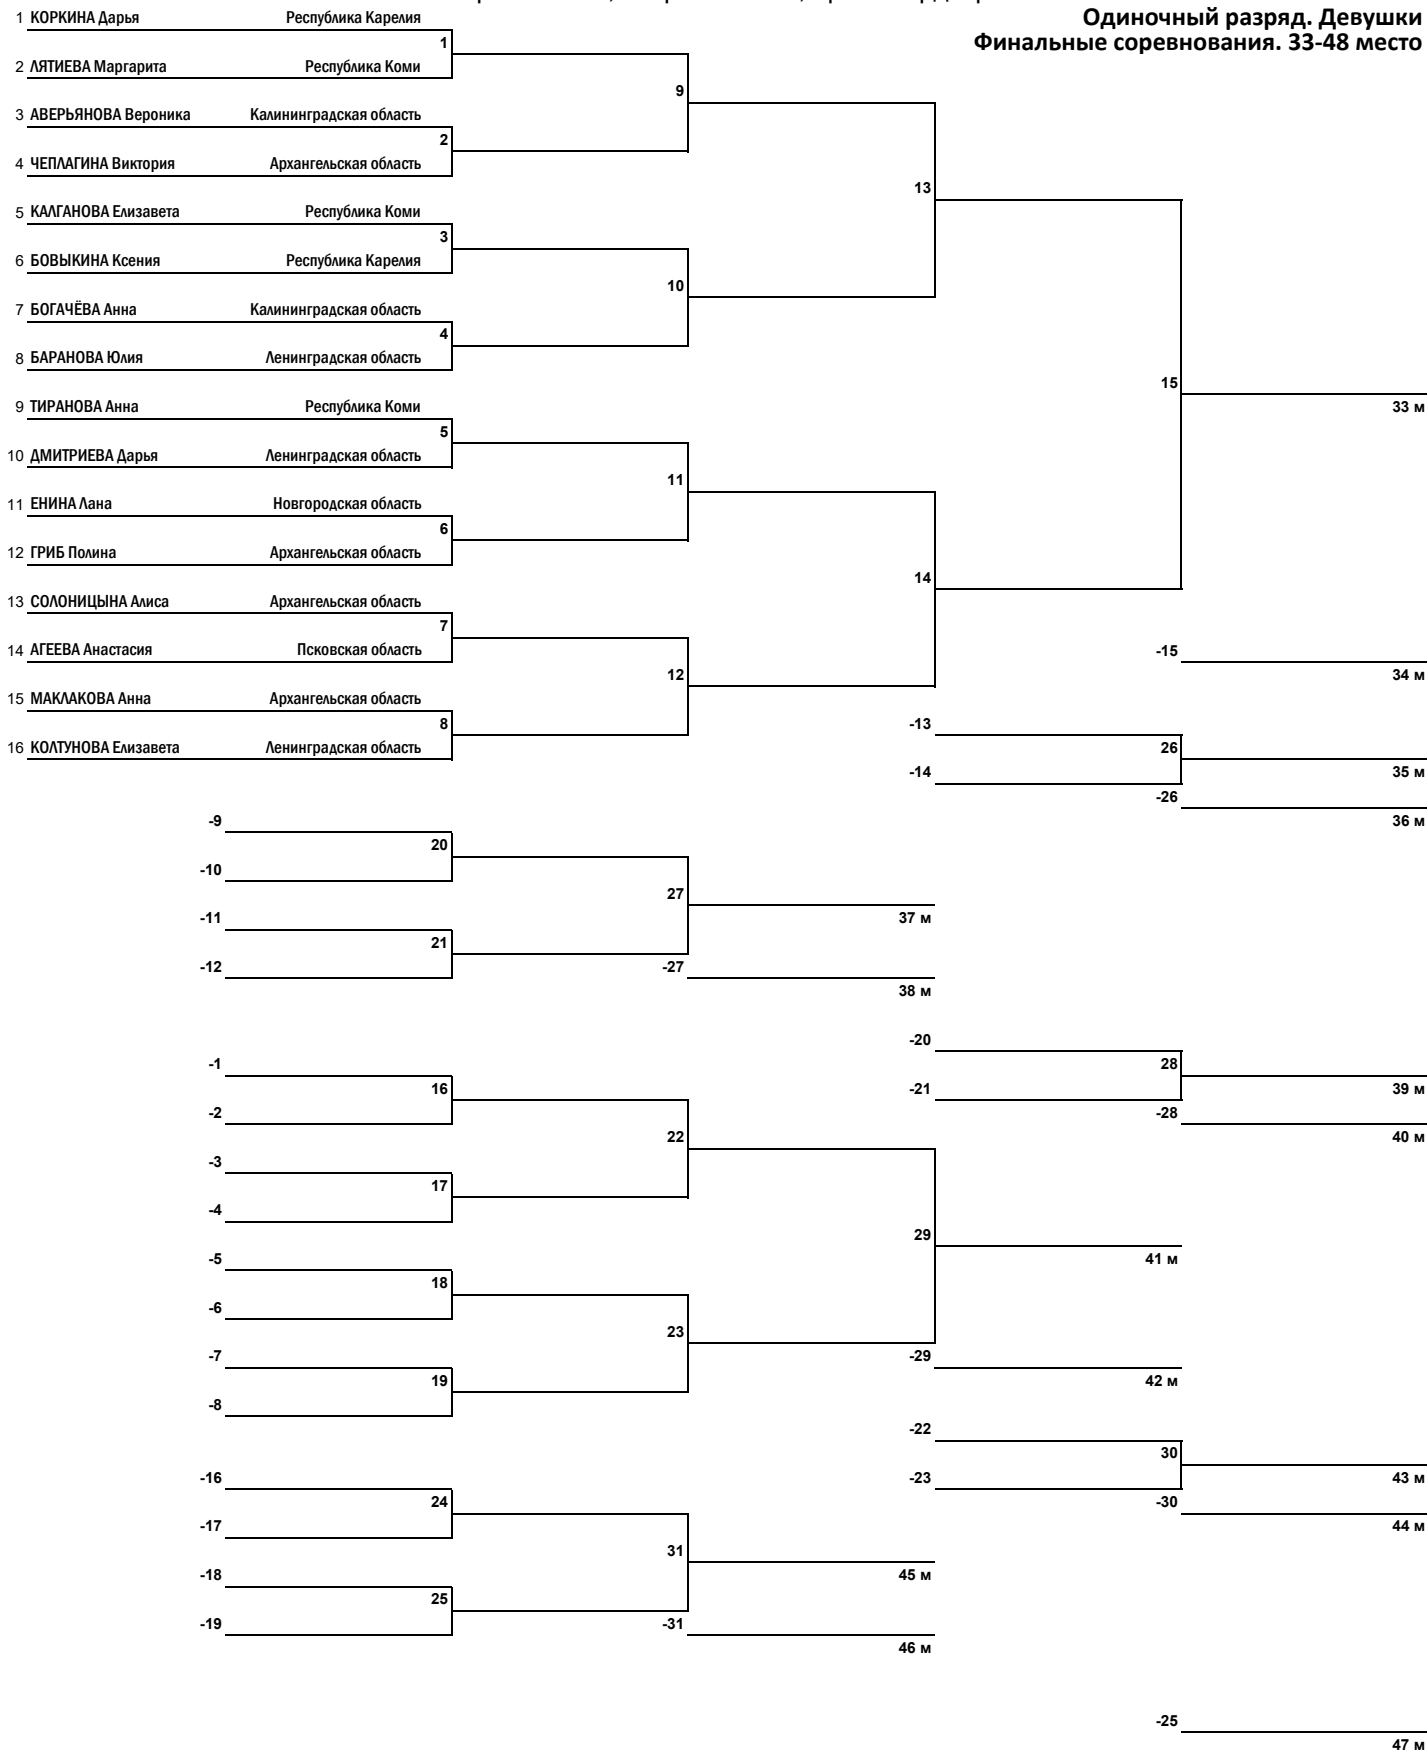 Одиночный разряд. Девушки
Финальные соревнования. 33-48 место
1 КОРКИНА Дарья Республика Карелия
1
2 ЛЯТИЕВА Маргарита Республика Коми
9
3 АВЕРЬЯНОВА Вероника Калининградская область
2
4 ЧЕПЛАГИНА Виктория Архангельская область
13
5 КАЛГАНОВА Елизавета Республика Коми
3
6 БОВЫКИНА Ксения Республика Карелия
10
7 БОГАЧЁВА Анна Калининградская область
4
8 БАРАНОВА Юлия Ленинградская область
15
9 ТИРАНОВА Анна Республика Коми
33 м
5
10 ДМИТРИЕВА Дарья Ленинградская область
11
11 ЕНИНА Лана Новгородская область
6
12 ГРИБ Полина Архангельская область
14
13 СОЛОНИЦЫНА Алиса Архангельская область
7
14 АГЕЕВА Анастасия Псковская область
-15
12
34 м
15 МАКЛАКОВА Анна Архангельская область
8
-13
16 КОЛТУНОВА Елизавета Ленинградская область
26
-14
35 м
-26
-9
36 м
20
-10
27
-11
37 м
21
-12
-27
38 м
-20
-1
28
16
-21
39 м
-2
-28
22
40 м
-3
17
-4
29
-5
41 м
18
-6
23
-7
-29
19
42 м
-8
-22
30
-16
-23
43 м
24
-30
-17
44 м
31
-18
45 м
25
-19
-31
46 м
-25
47 м